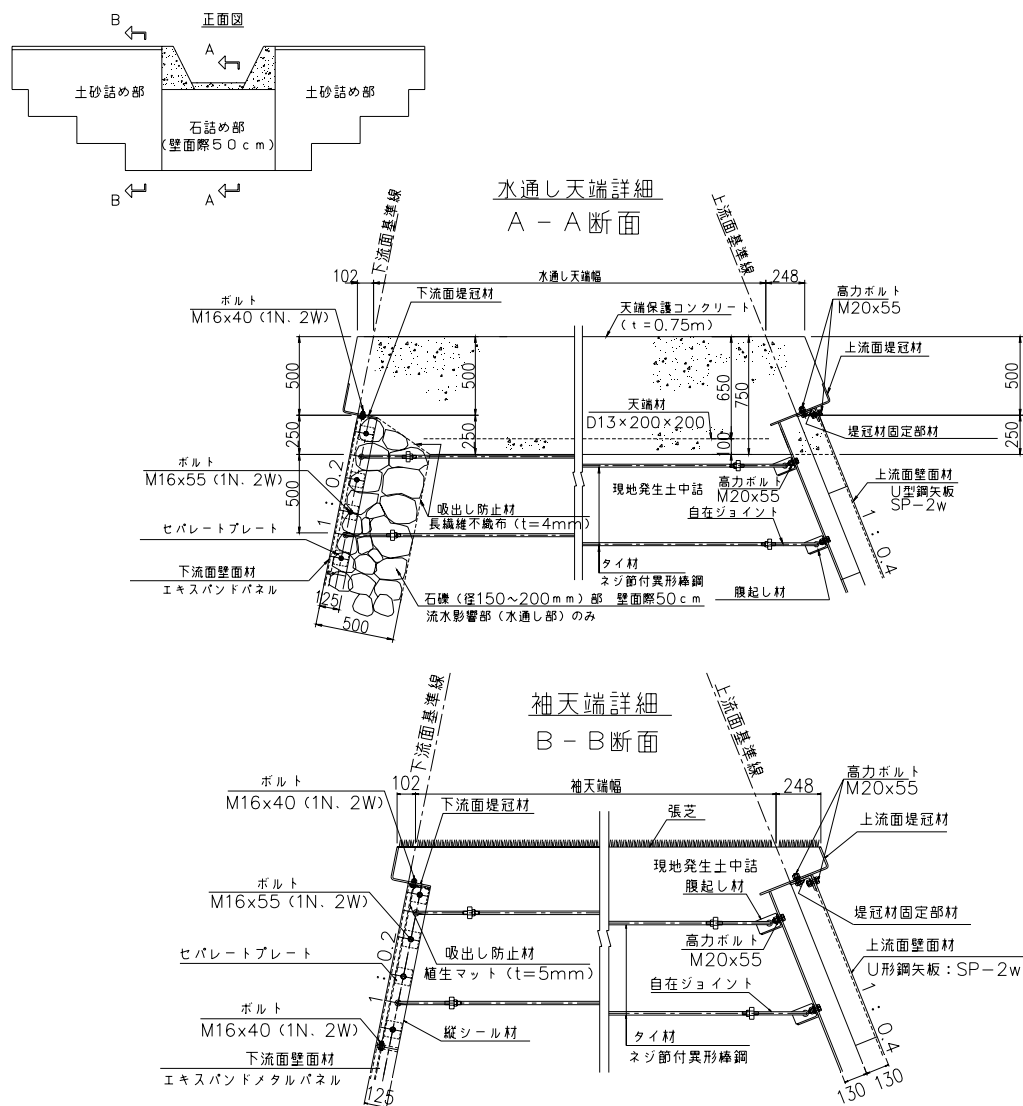 正面図
B
A
土砂詰め部
土砂詰め部
石詰め部
(壁面際50cm)
B
A
水通し天端詳細
A-A断面
下流面基準線
上流面基準線
102
水通し天端幅
248
ボルト
M16x40 (1N、2W)
下流面堤冠材
天端保護コンクリート
(t=0.75m)
高力ボルト
M20x55
上流面堤冠材
500
500
650
750
500
天端材
D13×200×200
250
250
100
250
堤冠材固定部材
ボルト
M16x55 (1N、2W)
500
1:0.2
吸出し防止材
長繊維不織布 (t=4mm)
現地発生土中詰
高力ボルト
M20x55
自在ジョイント
上流面壁面材
U型鋼矢板
SP-2w
1:0.4
セパレートプレート
下流面壁面材
エキスパンドパネル
タイ材
ネジ節付異形棒鋼
腹起し材
125
500
石礫 (径150~200mm) 部 壁面際50cm
流水影響部 (水通し部) のみ
袖天端詳細
B-B断面
下流面基準線
上流面基準線
102
袖天端幅
248
ボルト
M16x40 (1N、2W)
下流面堤冠材
張芝
高力ボルト
M20x55
上流面堤冠材
現地発生土中詰
腹起し材
ボルト
M16x55 (1N、2W)
堤冠材固定部材
セパレートプレート
1:0.2
吸出し防止材
植生マット (t=5mm)
高力ボルト
M20x55
上流面壁面材
U形鋼矢板:SP-2w
自在ジョイント
1:0.4
ボルト
M16x40 (1N、2W)
縦シール材
タイ材
ネジ節付異形棒鋼
下流面壁面材
エキスパンドメタルパネル
125
130
130